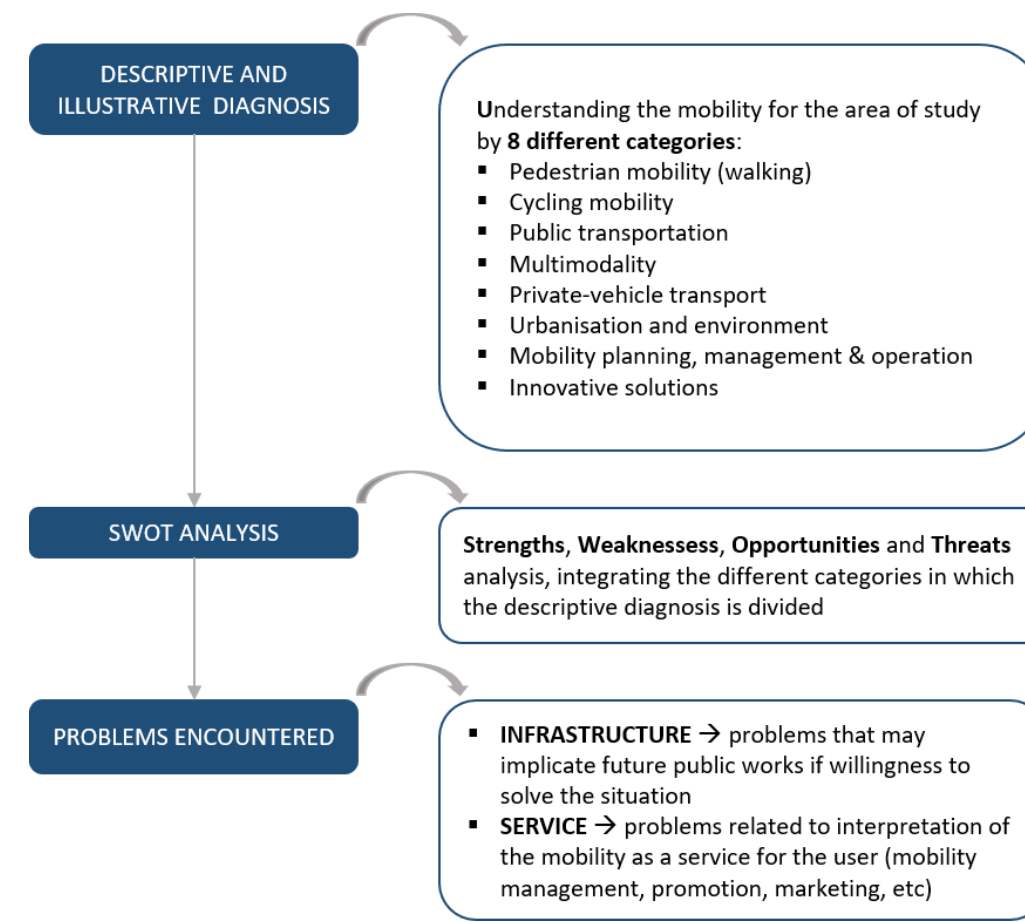 DESCRIPTIVE AND
ILLUSTRATIVE DIAGNOSIS
Understanding the mobility for the area of study
by 8 different categories:
▪ Pedestrian mobility (walking)
▪ Cycling mobility
▪ Public transportation
▪ Multimodality
▪ Private-vehicle transport
▪ Urbanisation and environment
▪ Mobility planning, management & operation
▪ Innovative solutions
SWOT ANALYSIS
Strengths, Weaknessess, Opportunities and Threats
analysis, integrating the different categories in which
the descriptive diagnosis is divided
PROBLEMS ENCOUNTERED
▪ INFRASTRUCTURE → problems that may
implicate future public works if willingness to
solve the situation
▪ SERVICE → problems related to interpretation of
the mobility as a service for the user (mobility
management, promotion, marketing, etc)